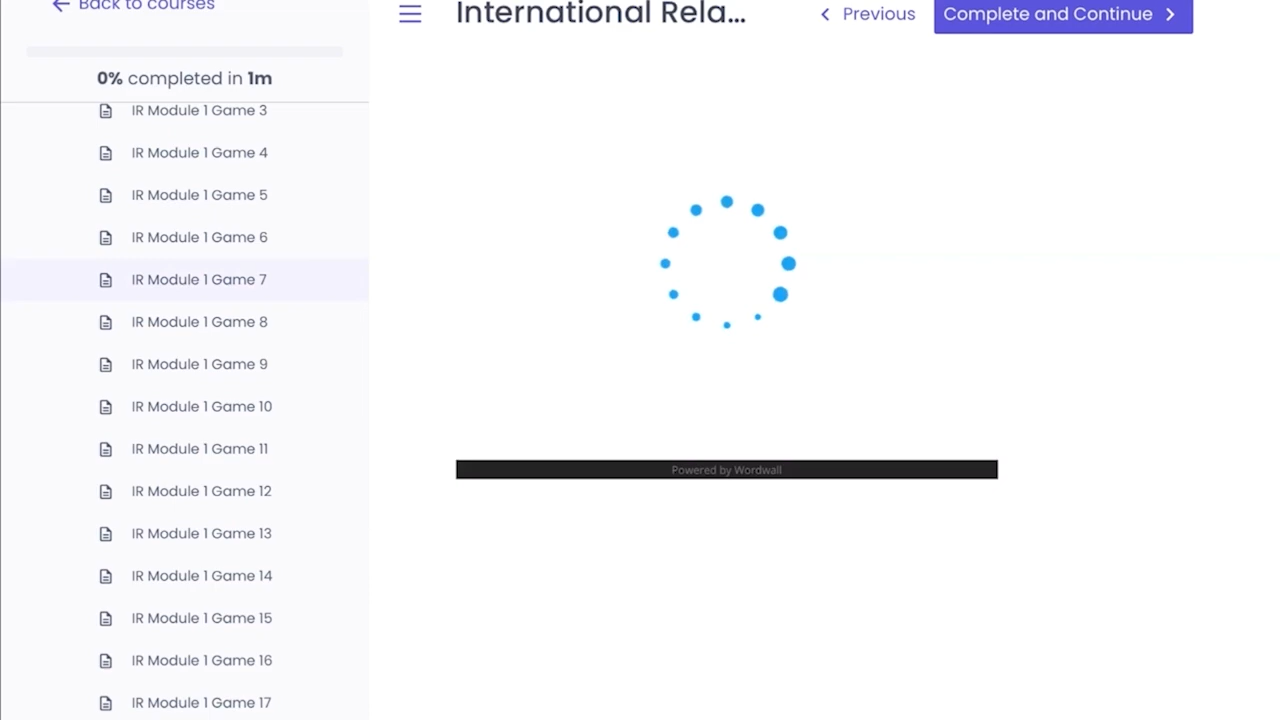 Back to courses
International Rela...
Previous
Complete and Continue
0% completed in 1m
IR Module 1 Game 3
IR Module 1 Game 4
IR Module 1 Game 5
IR Module 1 Game 6
IR Module 1 Game 7
IR Module 1 Game 8
IR Module 1 Game 9
IR Module 1 Game 10
IR Module 1 Game 11
IR Module 1 Game 12
IR Module 1 Game 13
IR Module 1 Game 14
IR Module 1 Game 15
IR Module 1 Game 16
IR Module 1 Game 17
Powered by Wordwall